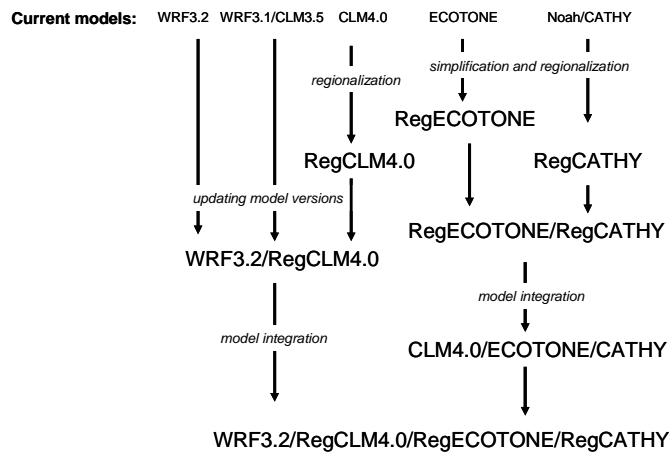 Current models: WRF3.2 WRF3.1/CLM3.5 CLM4.0 ECOTONE Noah/CATHY
simplification and regionalization
regionalization
RegECOTONE
RegCLM4.0 RegCATHY
updating model versions
RegECOTONE/RegCATHY
WRF3.2/RegCLM4.0
model integration
model integration
CLM4.0/ECOTONE/CATHY
WRF3.2/RegCLM4.0/RegECOTONE/RegCATHY